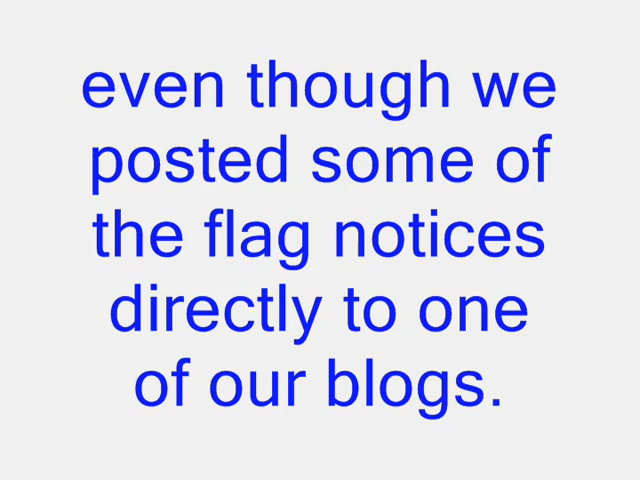 even though we
posted some of
the flag notices
directly to one
of our blogs.